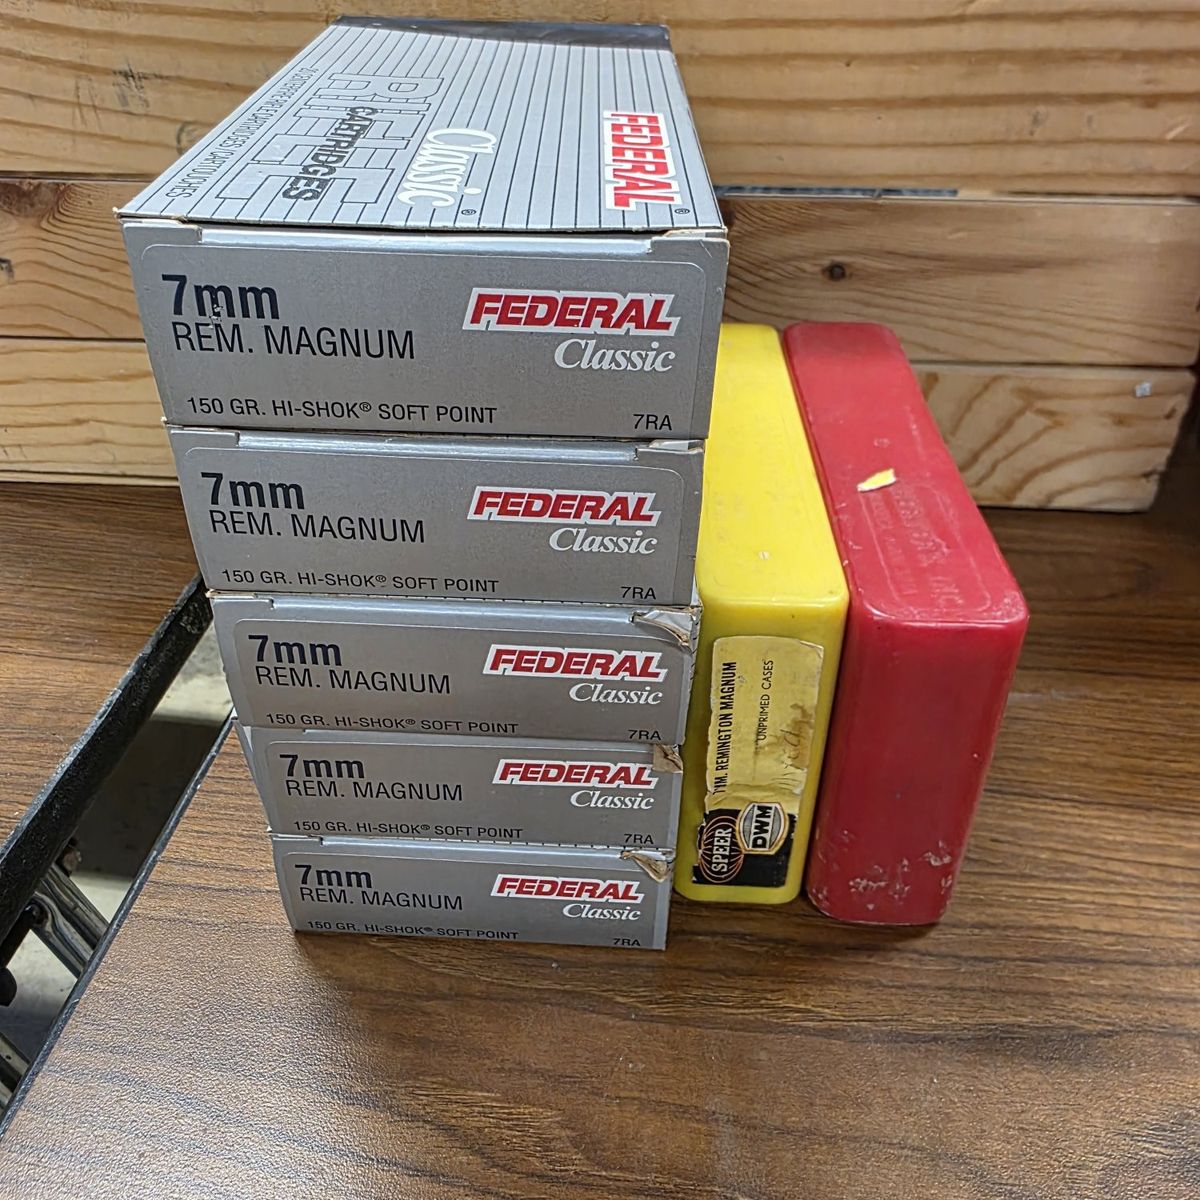 FEDERAL
Classic
RIFLE
CARTRIDGES
7mm
REM. MAGNUM
FEDERAL
Classic
150 GR. HI-SHOK® SOFT POINT
7RA
7mm
REM. MAGNUM
FEDERAL
Classic
150 GR. HI-SHOK® SOFT POINT
7RA
7mm
REM. MAGNUM
FEDERAL
Classic
150 GR. HI-SHOK® SOFT POINT
7RA
7mm
REM. MAGNUM
FEDERAL
Classic
150 GR. HI-SHOK® SOFT POINT
7RA
7mm
REM. MAGNUM
FEDERAL
Classic
150 GR. HI-SHOK® SOFT POINT
7RA
REMINGTON MAGNUM
UNPRIMED CASES
SPEER
DWM